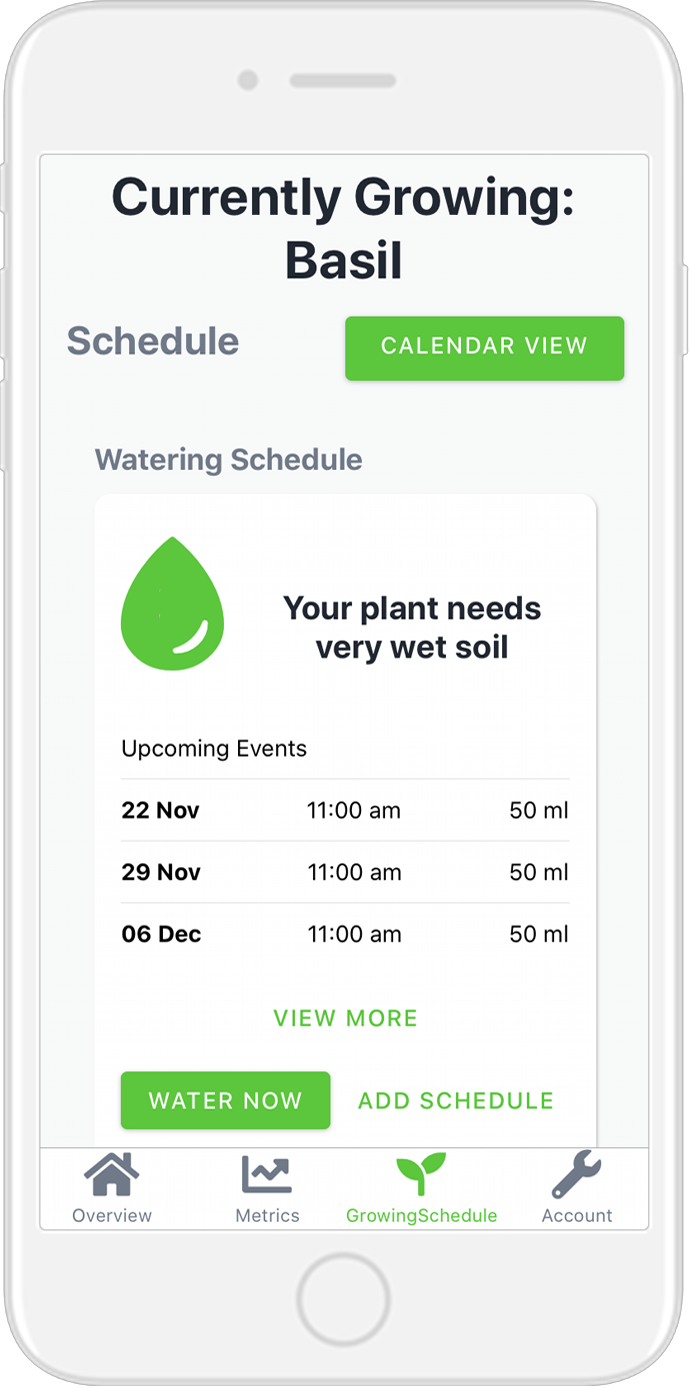 Currently Growing:
Basil
Schedule
CALENDAR VIEW
Watering Schedule
Your plant needs
very wet soil
Upcoming Events
22 Nov 11:00 am 50 ml
29 Nov 11:00 am 50 ml
06 Dec 11:00 am 50 ml
VIEW MORE
WATER NOW ADD SCHEDULE
Overview Metrics GrowingSchedule Account